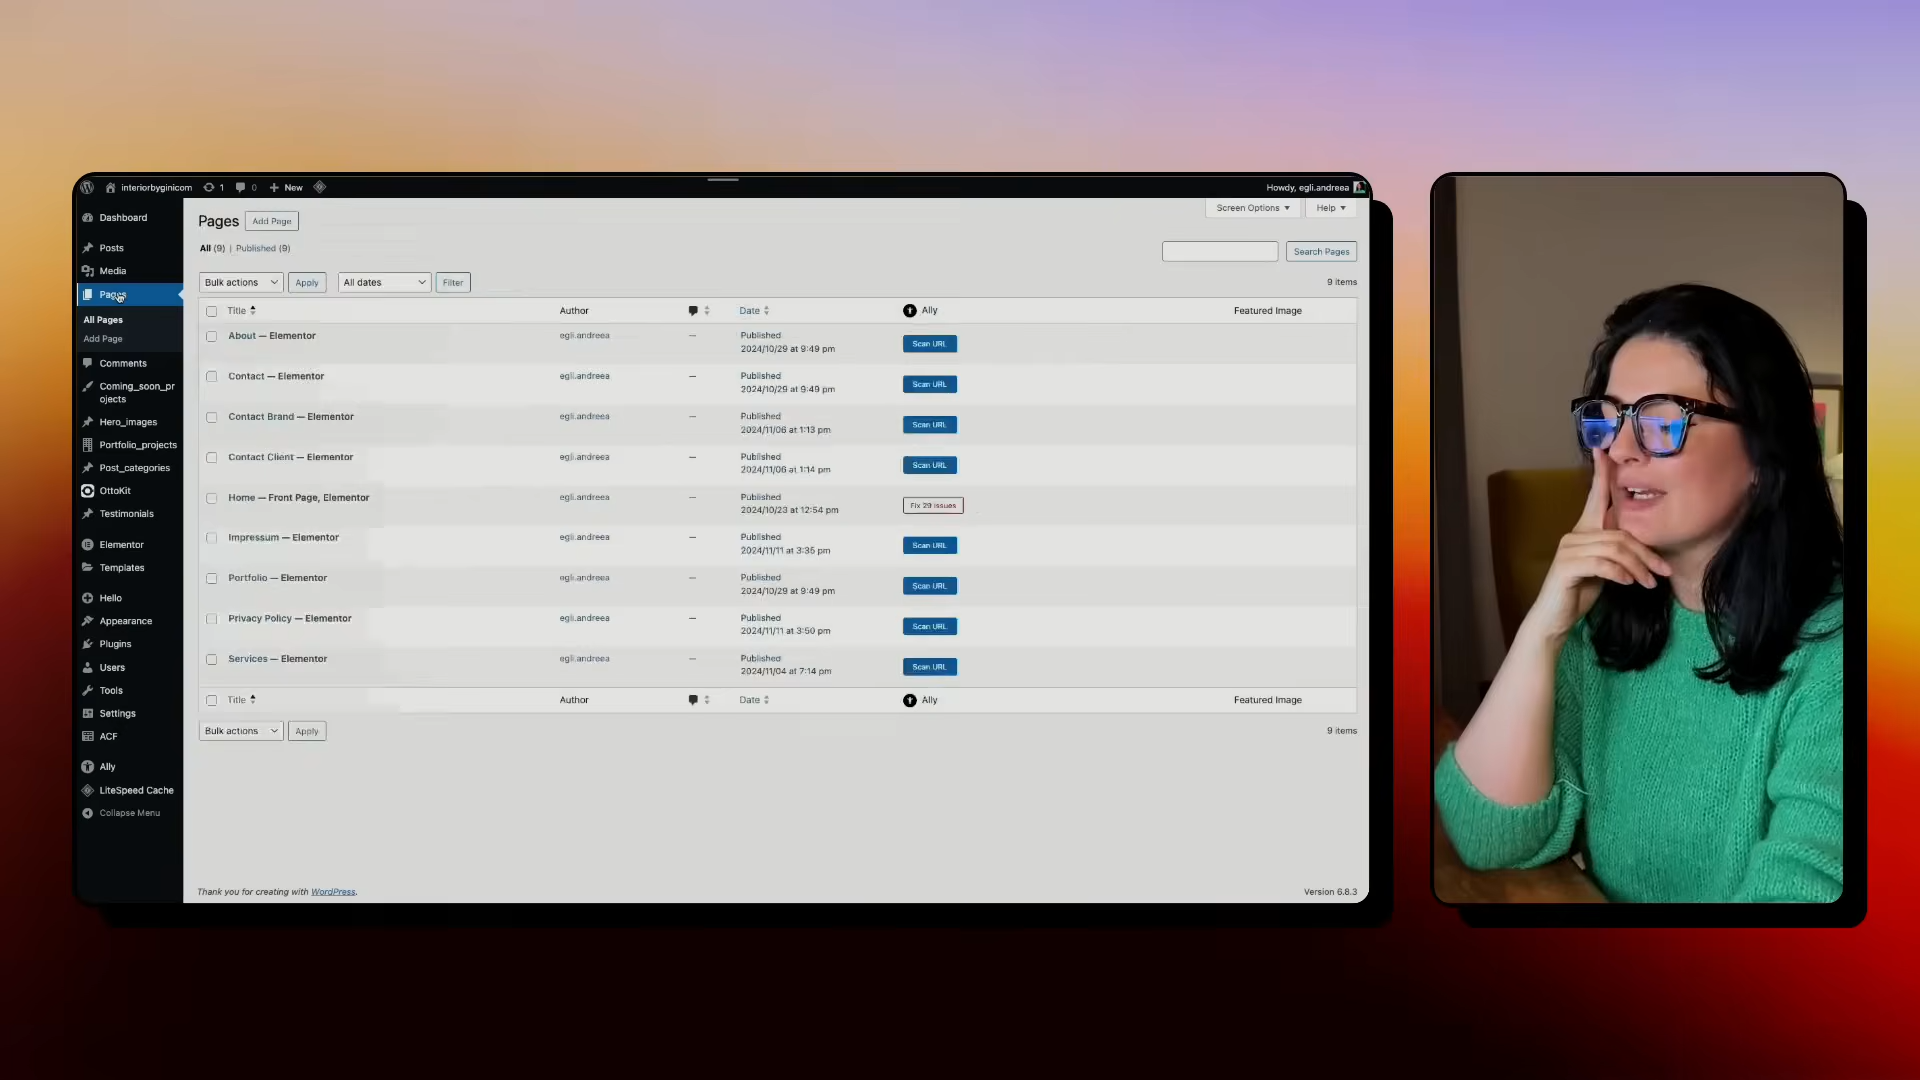 interiorbyginicom 1 0 New Howdy, egli.andreea
Dashboard
Posts
Media
Pages
All Pages
Add Page
Comments
Coming_soon_pr
ojects
Hero_images
Portfolio_projects
Post_categories
OttoKit
Testimonials
Elementor
Templates
Hello
Appearance
Plugins
Users
Tools
Settings
ACF
Ally
LiteSpeed Cache
Collapse Menu
Screen Options Help
Pages Add Page
All (9) | Published (9)
Search Pages
Bulk actions Apply All dates Filter 9 items
Title Author Date Ally Featured Image
About — Elementor egli.andreea — Published Scan URL
2024/10/29 at 9:49 pm
Contact — Elementor egli.andreea — Published Scan URL
2024/10/29 at 9:49 pm
Contact Brand — Elementor egli.andreea — Published Scan URL
2024/11/06 at 1:13 pm
Contact Client — Elementor egli.andreea — Published Scan URL
2024/11/06 at 1:14 pm
Home — Front Page, Elementor egli.andreea — Published Fix 29 issues
2024/10/23 at 12:54 pm
Impressum — Elementor egli.andreea — Published Scan URL
2024/11/11 at 3:35 pm
Portfolio — Elementor egli.andreea — Published Scan URL
2024/10/29 at 9:49 pm
Privacy Policy — Elementor egli.andreea — Published Scan URL
2024/11/11 at 3:50 pm
Services — Elementor egli.andreea — Published Scan URL
2024/11/04 at 7:14 pm
Title Author Date Ally Featured Image
Bulk actions Apply 9 items
Thank you for creating with WordPress. Version 6.8.3